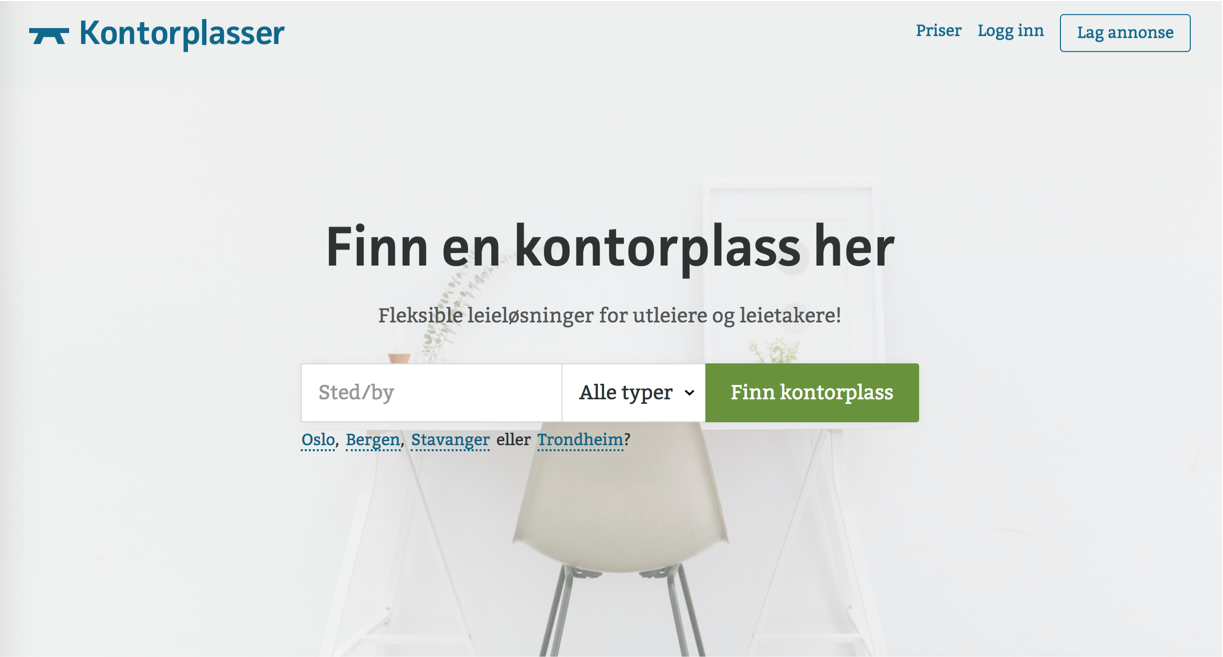 Kontorplasser
Priser Logg inn Lag annonse
Finn en kontorplass her
Fleksible leieløsninger for utleiere og leietakere!
Sted/by Alle typer Finn kontorplass
Oslo, Bergen, Stavanger eller Trondheim?